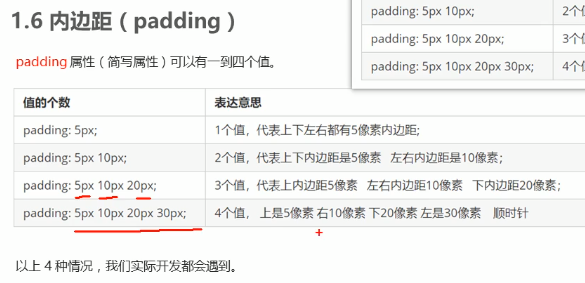 1.6 内边距（padding）
padding: 5px 10px; 2个值
padding: 5px 10px 20px; 3个
padding: 5px 10px 20px 30px; 4个
padding 属性（简写属性）可以有一到四个值。
值的个数 表达意思
padding: 5px; 1个值，代表上下左右都有5像素内边距;
padding: 5px 10px; 2个值，代表上下内边距是5像素 左右内边距是10像素;
padding: 5px 10px 20px; 3个值，代表上内边距5像素 左右内边距10像素 下内边距20像素;
padding: 5px 10px 20px 30px; 4个值， 上是5像素 右10像素 下20像素 左是30像素 顺时针
以上 4 种情况，我们实际开发都会遇到。